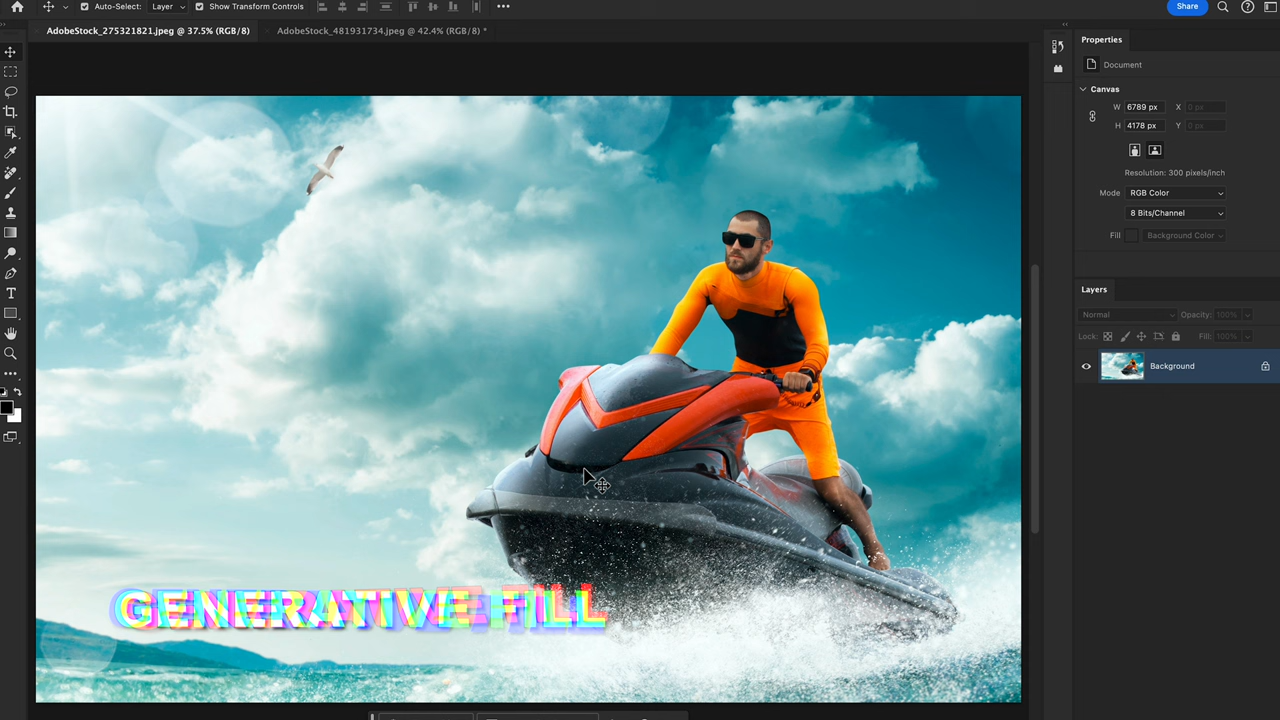 Auto-Select: Layer Show Transform Controls Share
AdobeStock_275321821.jpeg @ 37.5% (RGB/8)
AdobeStock_481931734.jpeg @ 42.4% (RGB/8) *
Properties
Document
Canvas
W 6789 px X 0 px
H 4178 px Y 0 px
Resolution: 300 pixels/inch
Mode RGB Color
8 Bits/Channel
Fill Background Color
Layers
Normal Opacity: 100%
Lock: Fill: 100%
Background
GENERATIVE FILL